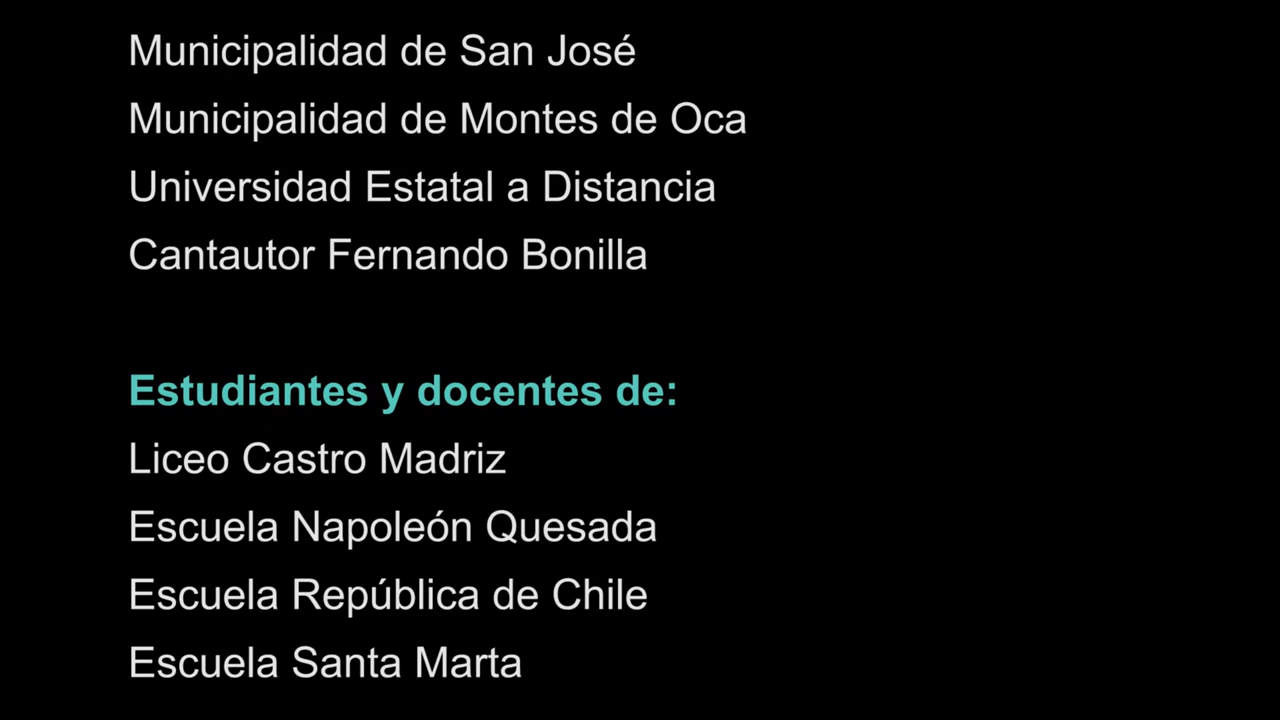 Municipalidad de San José
Municipalidad de Montes de Oca
Universidad Estatal a Distancia
Cantautor Fernando Bonilla
Estudiantes y docentes de:
Liceo Castro Madriz
Escuela Napoleón Quesada
Escuela República de Chile
Escuela Santa Marta